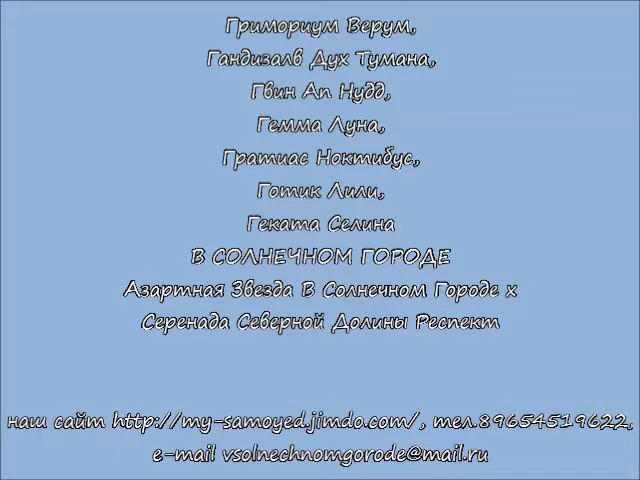 Гримориум Верум,
Гандизалв Дух Тумана,
Гвин Ап Нудд,
Гемма Луна,
Гратиас Ноктибус,
Готик Лили,
Геката Селина
В СОЛНЕЧНОМ ГОРОДЕ
Азартная Звезда В Солнечном Городе х
Серенада Северной Долины Респект
наш сайт http://my-samoyed.jimdo.com/, тел.89654519622,
e-mail vsolnechnomgorode@mail.ru